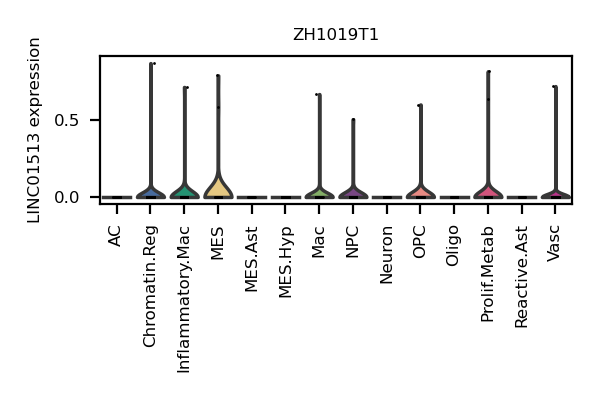 ZH1019T1
LINC01513 expression
0.5
0.0
AC
Chromatin.Reg
Inflammatory.Mac
MES
MES.Ast
MES.Hyp
Mac
NPC
Neuron
OPC
Oligo
Prolif.Metab
Reactive.Ast
Vasc